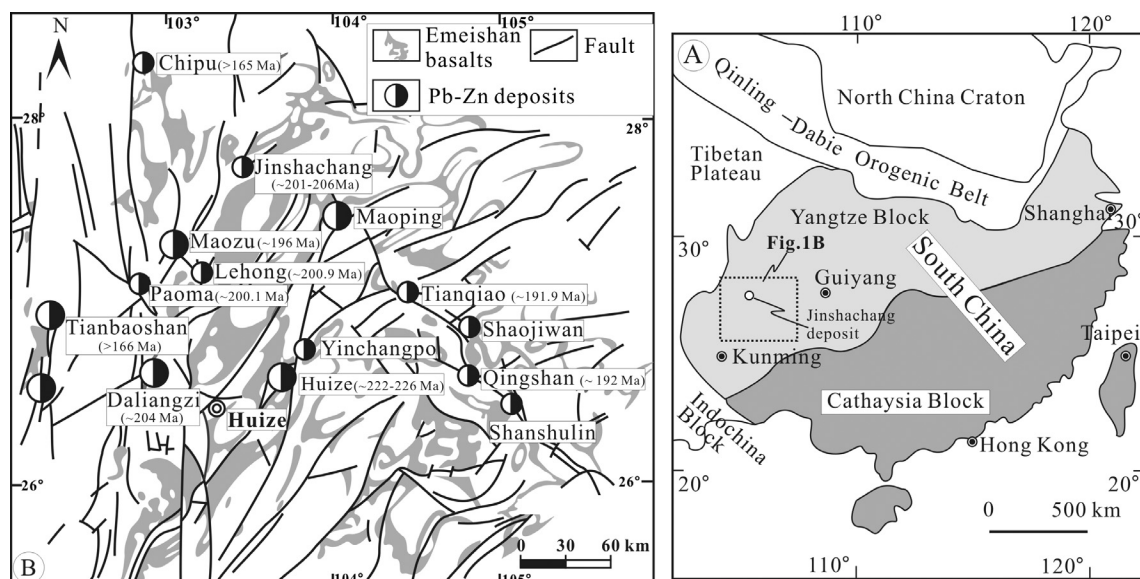 103
104
105
N
Emeishan
basalts
Fault
Pb-Zn deposits
Chipu (>165 Ma)
28°
28°
Jinshachang
(~201-206Ma)
Maoping
Maozu (~196 Ma)
Lehong (~200.9 Ma)
Paoma (~200.1 Ma)
Tianqiao (~191.9 Ma)
Tianbaoshan
(>166 Ma)
Shaojiwan
Yinchangpo
Daliangzi
(~204 Ma)
Huize (~222-226 Ma)
Qingshan (~ 192 Ma)
Huize
Shanshulin
26°
26°
0 30 60 km
B
104°
105°
A
110°
120°
North China Craton
Qinling –Dabie Orogenic Belt
Tibetan
Plateau
Yangtze Block
Shanghai
30°
30°
Fig.1B
Guiyang
South China
Jinshachang
deposit
Kunming
Taipei
Indochina
Block
Cathaysia Block
Hong Kong
20°
20°
0 500 km
110°
120°